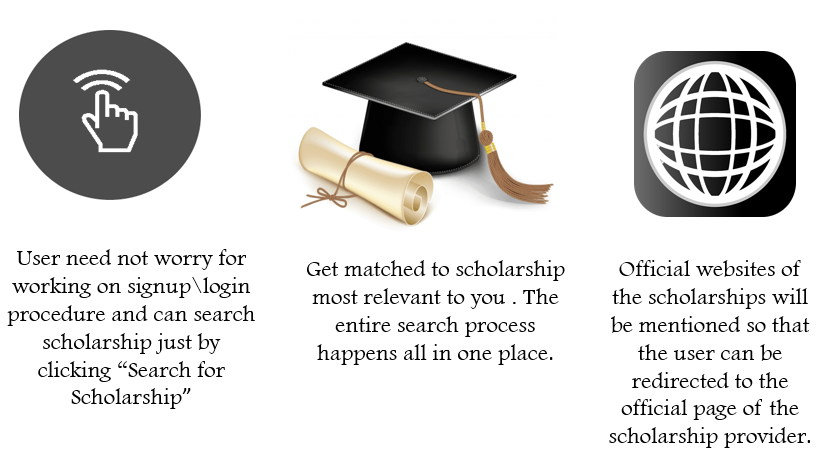 User need not worry for
working on signup\login
procedure and can search
scholarship just by
clicking “Search for
Scholarship”
Get matched to scholarship
most relevant to you . The
entire search process
happens all in one place.
Official websites of
the scholarships will
be mentioned so that
the user can be
redirected to the
official page of the
scholarship provider.